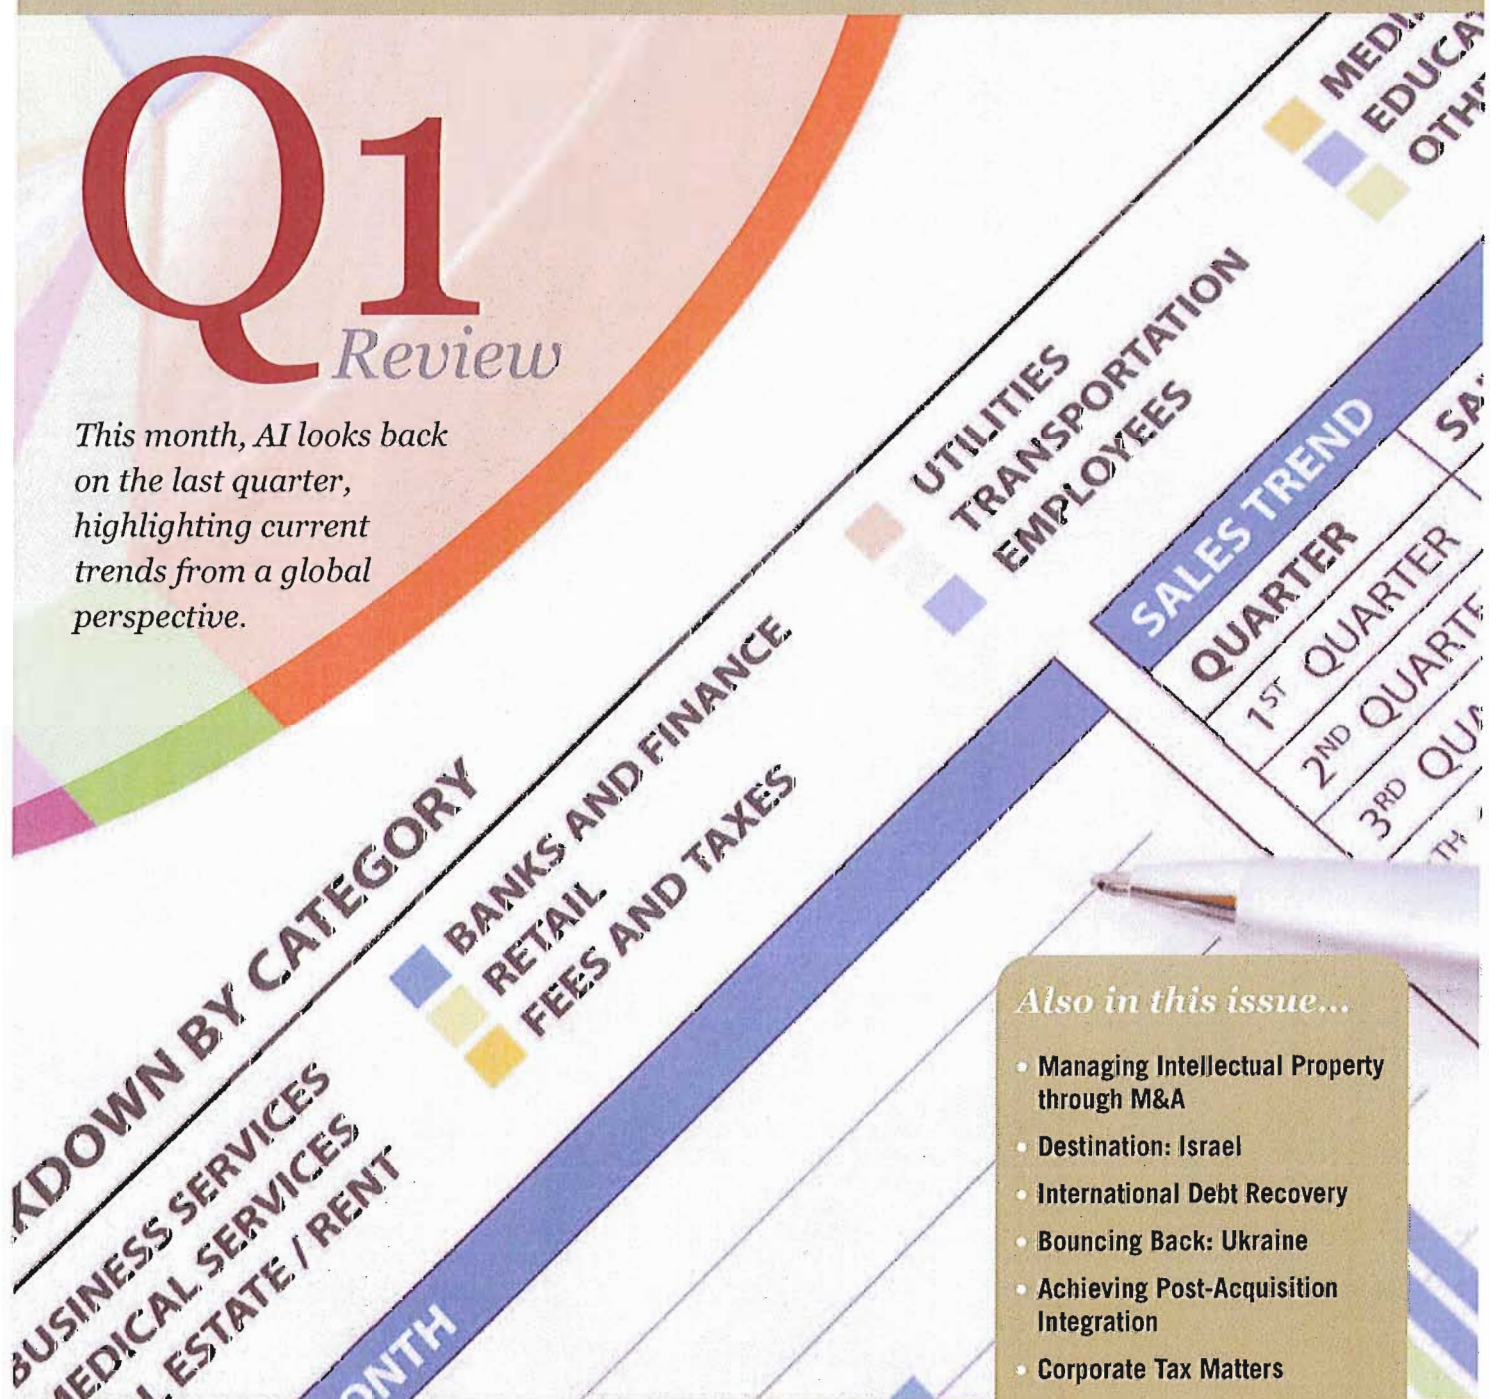 Q1
Review
This month, AI looks back
on the last quarter,
highlighting current
trends from a global
perspective.
UTILITIES
TRANSPORTATION
EMPLOYEES
SALES TREND
QUARTER
1ST QUARTER
2ND
3RD
BY CATEGORY
BANKS AND FINANCE
RETAIL
FEES AND TAXES
BUSINESS SERVICES
MEDICAL SERVICES
ESTATE / RENT
Also in this issue...
• Managing Intellectual Property
through M&A
• Destination: Israel
• International Debt Recovery
• Bouncing Back: Ukraine
• Achieving Post-Acquisition
Integration
• Corporate Tax Matters